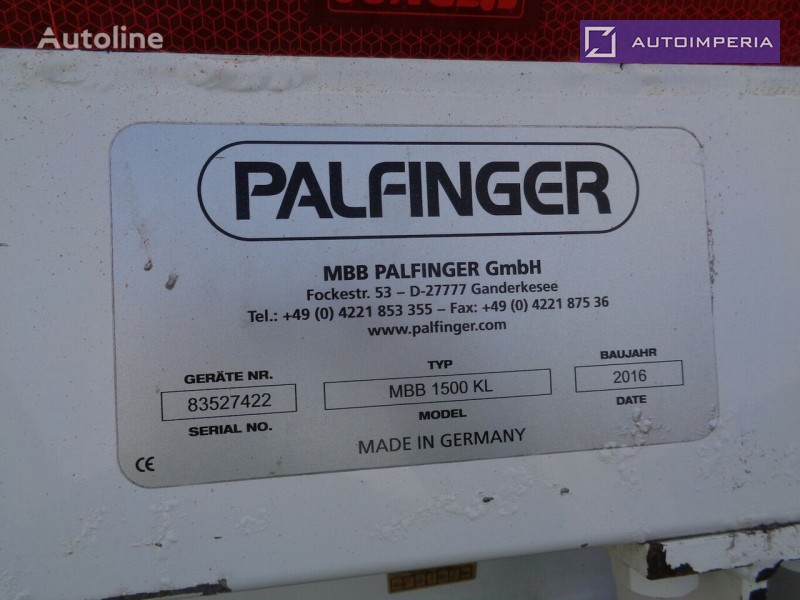 Autoline
AUTOIMPERIA
PALFINGER
MBB PALFINGER GmbH
Fockestr. 53 – D-27777 Ganderkesee
Tel.: +49 (0) 4221 853 355 – Fax: +49 (0) 4221 875 36
www.palfinger.com
GERÄTE NR.
TYP
BAUJAHR
83527422
MBB 1500 KL
2016
SERIAL NO.
MODEL
DATE
MADE IN GERMANY
CE